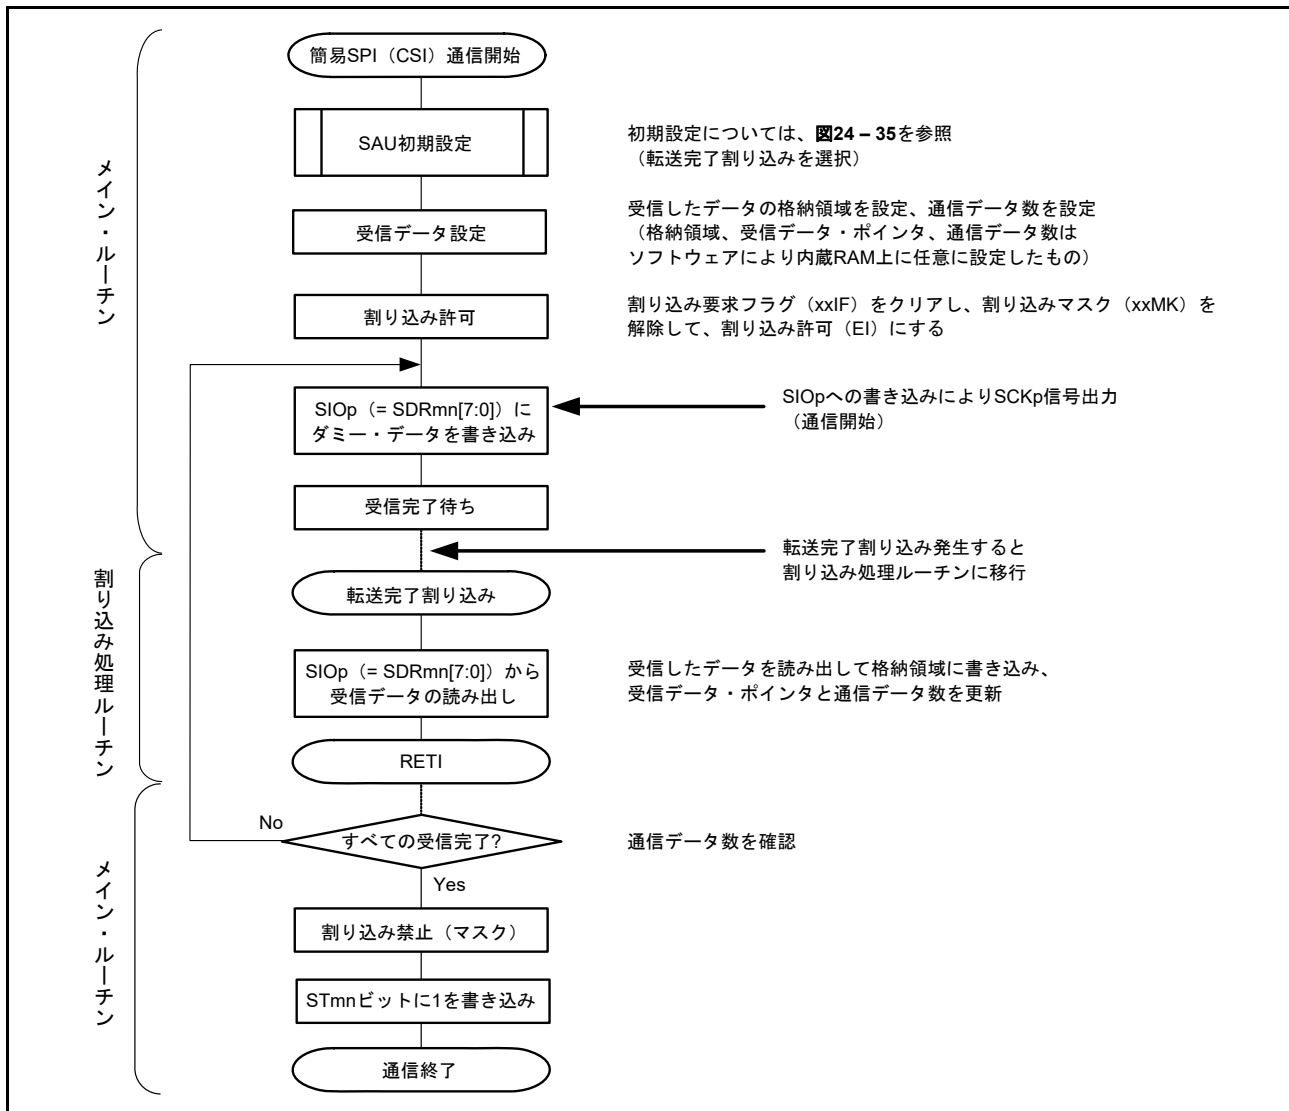 簡易SPI（CSI）通信開始
SAU初期設定
初期設定については、図24 – 35を参照
（転送完了割り込みを選択）
メイン・ルーチン
受信データ設定
受信したデータの格納領域を設定、通信データ数を設定
（格納領域、受信データ・ポインタ、通信データ数は
ソフトウェアにより内蔵RAM上に任意に設定したもの）
割り込み許可
割り込み要求フラグ（xxIF）をクリアし、割り込みマスク（xxMK）を
解除して、割り込み許可（EI）にする
SIOp（= SDRmn[7:0]）に
ダミー・データを書き込み
SIOpへの書き込みによりSCKp信号出力
（通信開始）
受信完了待ち
転送完了割り込み発生すると
割り込み処理ルーチンに移行
割り込み処理ルーチン
転送完了割り込み
SIOp（= SDRmn[7:0]）から
受信データの読み出し
受信したデータを読み出して格納領域に書き込み、
受信データ・ポインタと通信データ数を更新
RETI
No
すべての受信完了?
通信データ数を確認
Yes
メイン・ルーチン
割り込み禁止（マスク）
STmnビットに1を書き込み
通信終了